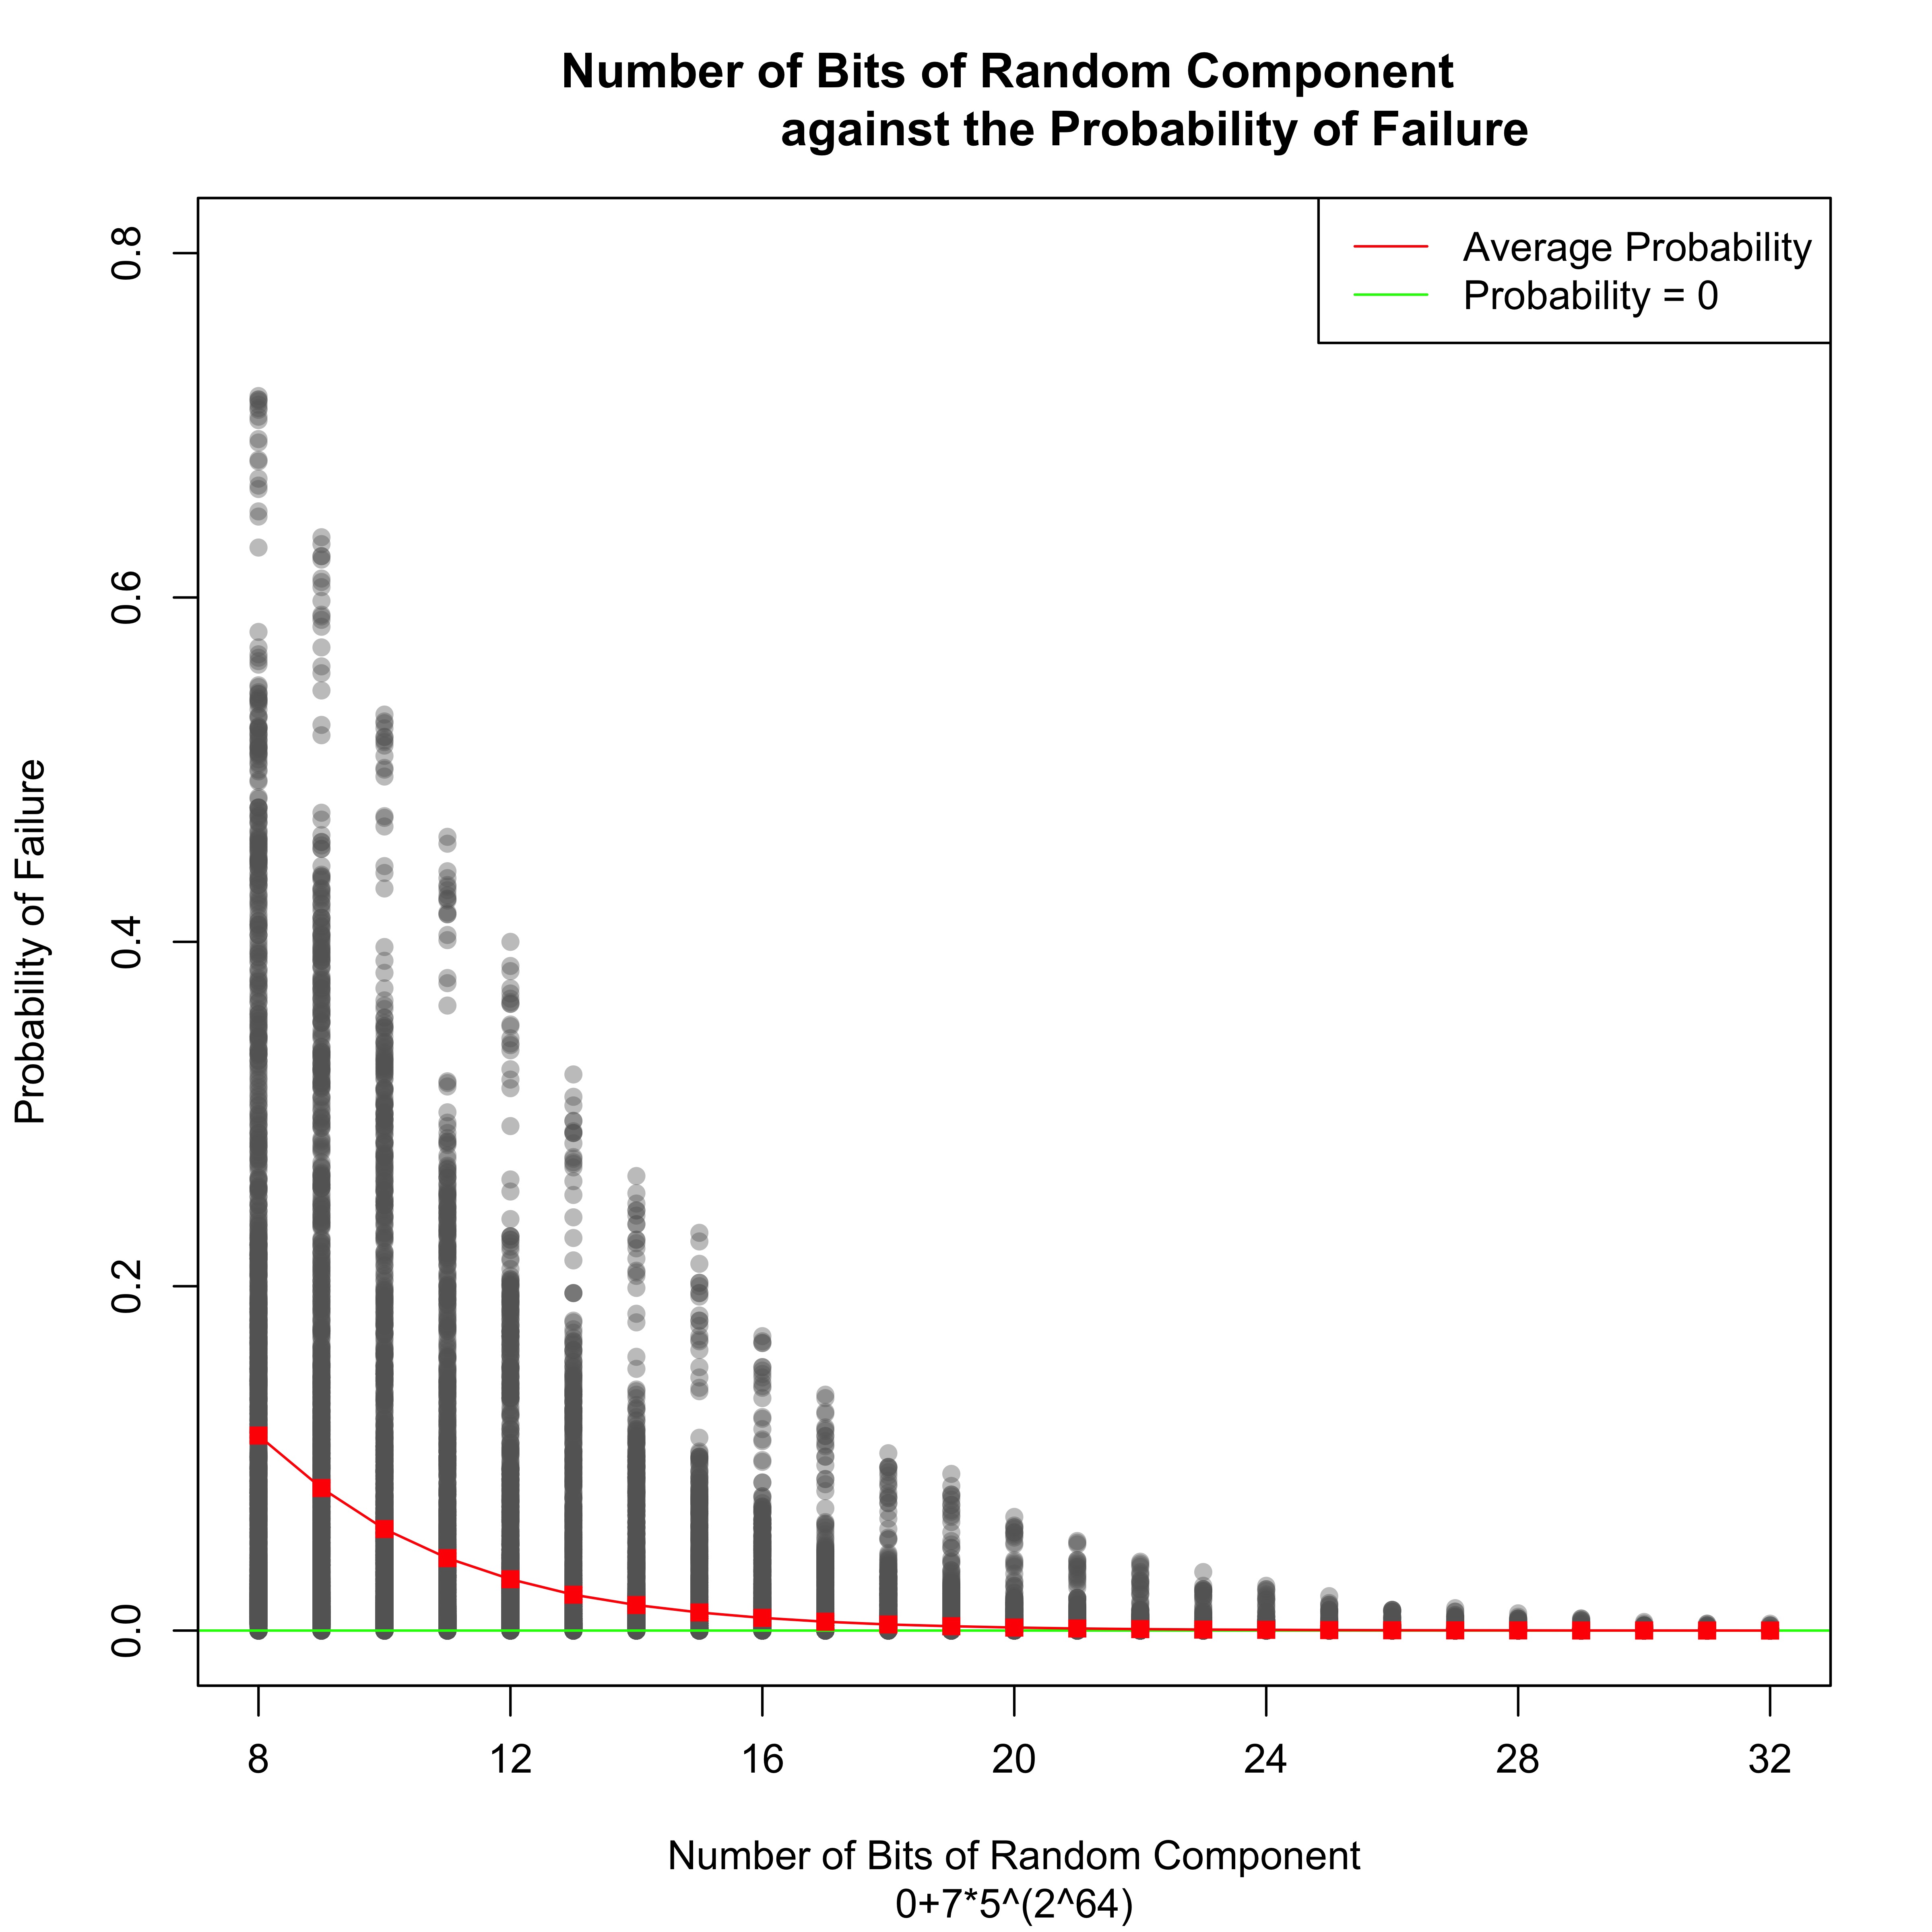 Number of Bits of Random Component
against the Probability of Failure
Average Probability
Probability = 0
Probability of Failure
0.8
0.6
0.4
0.2
0.0
8 12 16 20 24 28 32
Number of Bits of Random Component
0+7*5^(2^64)